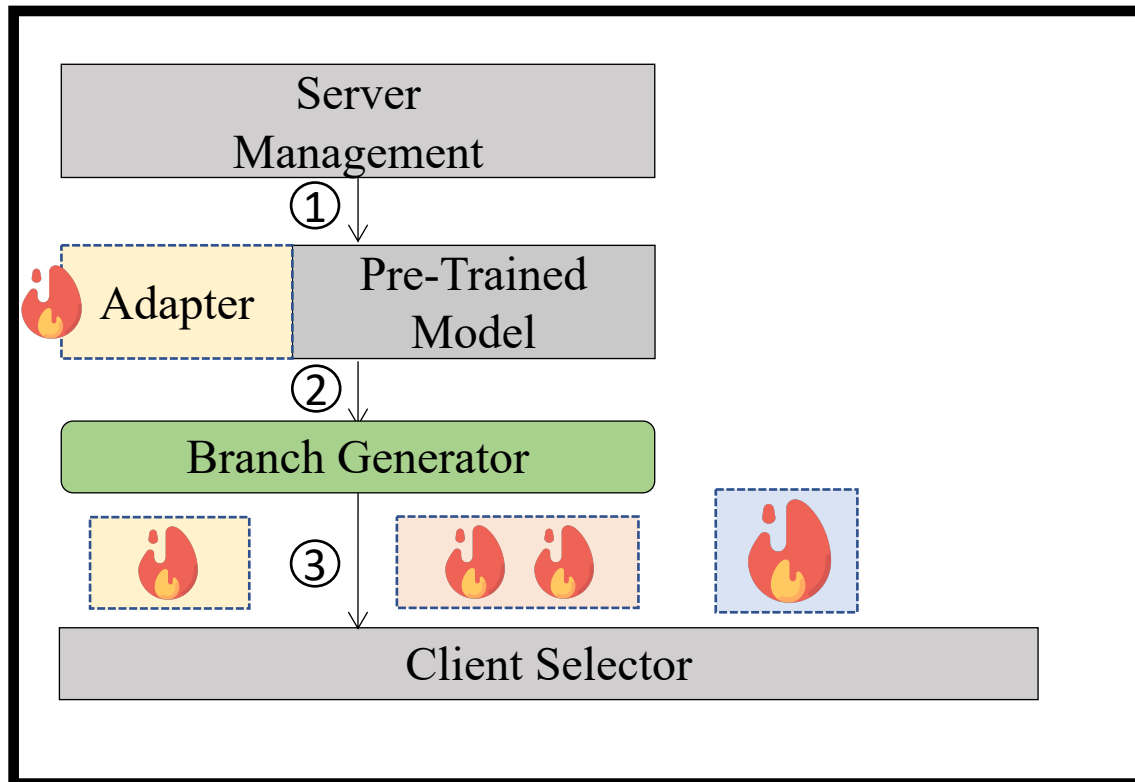 Server
Management
①
Adapter
Pre-Trained
Model
②
Branch Generator
③
Client Selector